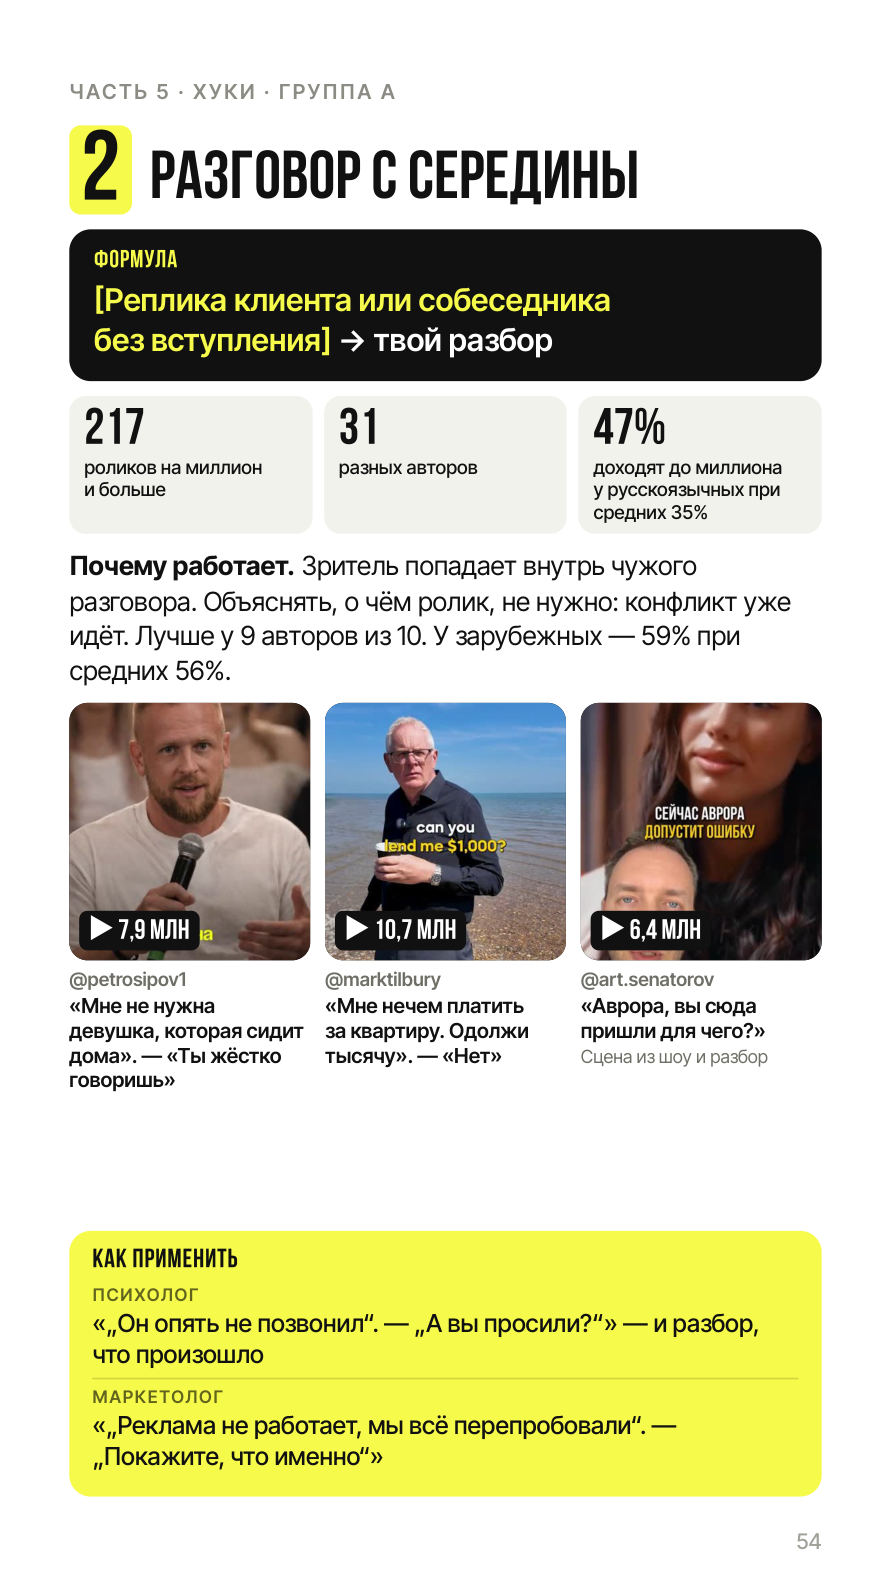 ЧАСТЬ 5 · ХУКИ · ГРУППА А
2 РАЗГОВОР С СЕРЕДИНЫ
ФОРМУЛА
[Реплика клиента или собеседника
без вступления] → твой разбор
217
роликов на миллион
и больше
31
разных авторов
47%
доходят до миллиона
у русскоязычных при
средних 35%
Почему работает. Зритель попадает внутрь чужого
разговора. Объяснять, о чём ролик, не нужно: конфликт уже
идёт. Лучше у 9 авторов из 10. У зарубежных — 59% при
средних 56%.
7,9 МЛН
can you
lend me $1,000?
10,7 МЛН
СЕЙЧАС АВРОРА
ДОПУСТИТ ОШИБКУ
6,4 МЛН
@petrosipov1
«Мне не нужна
девушка, которая сидит
дома». — «Ты жёстко
говоришь»
@marktilbury
«Мне нечем платить
за квартиру. Одолжи
тысячу». — «Нет»
@art.senatorov
«Аврора, вы сюда
пришли для чего?»
Сцена из шоу и разбор
КАК ПРИМЕНИТЬ
ПСИХОЛОГ
«„Он опять не позвонил“. — „А вы просили?“» — и разбор,
что произошло
МАРКЕТОЛОГ
«„Реклама не работает, мы всё перепробовали“. —
„Покажите, что именно“»
54